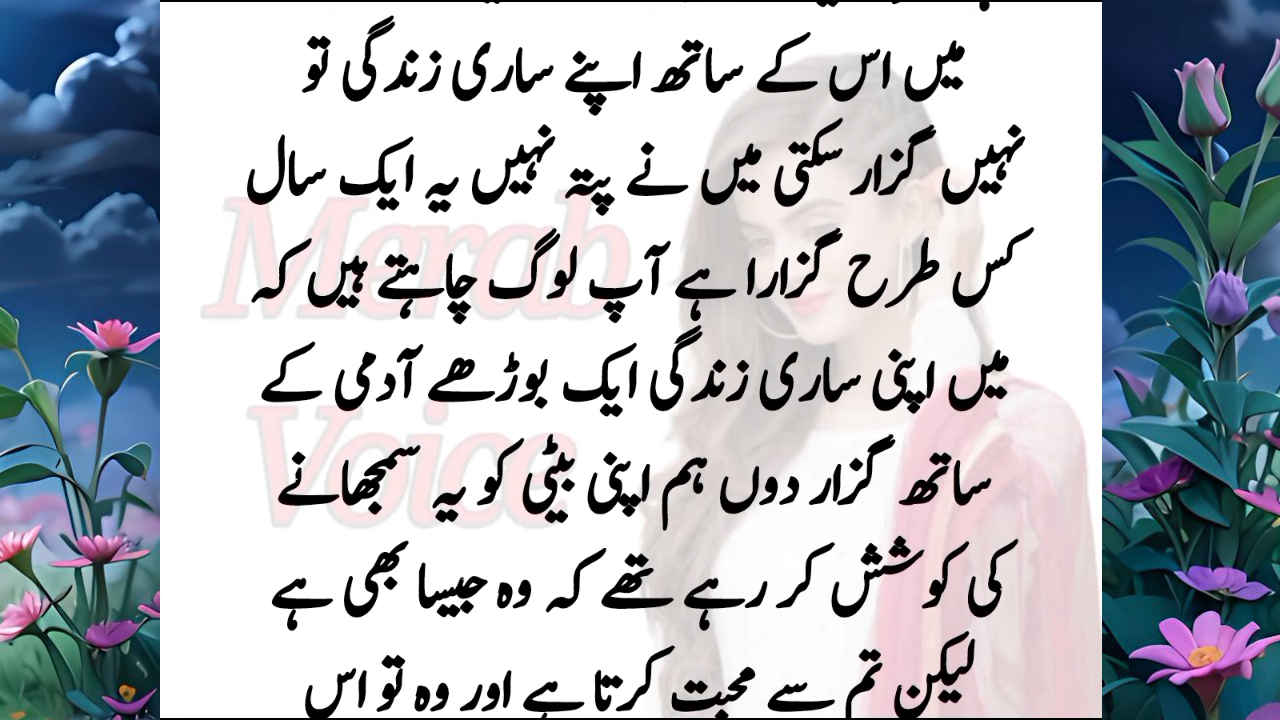 میں اس کے ساتھ اپنے ساری زندگی تو
نہیں گزار سکتی میں نے پتہ نہیں یہ ایک سال
کس طرح گزارا ہے آپ لوگ چاہتے ہیں کہ
میں اپنی ساری زندگی ایک بوڑھے آدمی کے
ساتھ گزار دوں ہم اپنی بیٹی کو یہ سمجھانے
کی کوشش کر رہے تھے کہ وہ جیسا بھی ہے
لیکن تم سے محبت کرتا ہے اور وہ تو اس
Merab
Voice